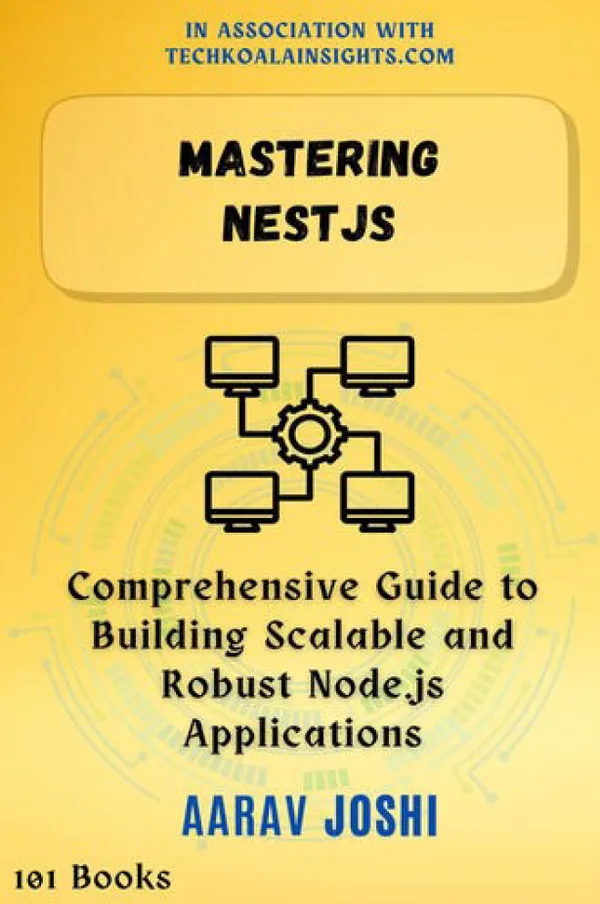 IN ASSOCIATION WITH
TECHKOALAINSIGHTS.COM
MASTERING
NESTJS
Comprehensive Guide to
Building Scalable and
Robust Node.js
Applications
AARAV JOSHI
101 Books